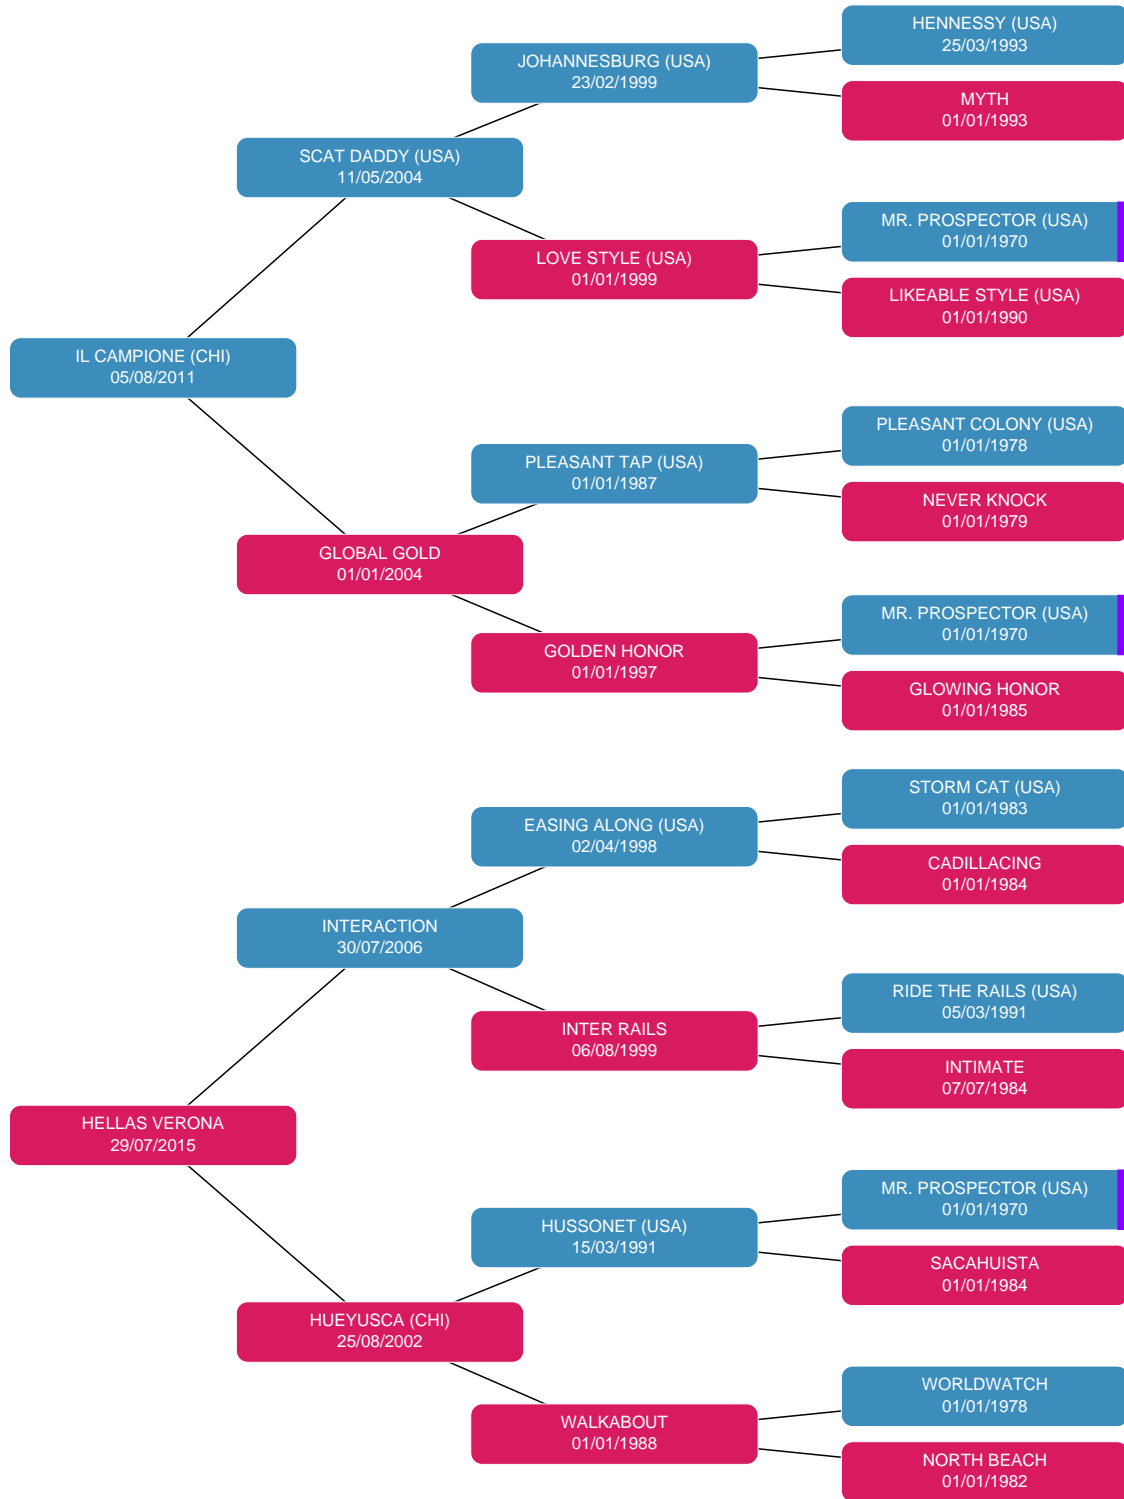 HENNESSY (USA)
25/03/1993
JOHANNESBURG (USA)
23/02/1999
MYTH
01/01/1993
SCAT DADDY (USA)
11/05/2004
MR. PROSPECTOR (USA)
01/01/1970
LOVE STYLE (USA)
01/01/1999
LIKEABLE STYLE (USA)
01/01/1990
IL CAMPIONE (CHI)
05/08/2011
PLEASANT COLONY (USA)
01/01/1978
PLEASANT TAP (USA)
01/01/1987
NEVER KNOCK
01/01/1979
GLOBAL GOLD
01/01/2004
MR. PROSPECTOR (USA)
01/01/1970
GOLDEN HONOR
01/01/1997
GLOWING HONOR
01/01/1985
STORM CAT (USA)
01/01/1983
EASING ALONG (USA)
02/04/1998
CADILLACING
01/01/1984
INTERACTION
30/07/2006
RIDE THE RAILS (USA)
05/03/1991
INTER RAILS
06/08/1999
INTIMATE
07/07/1984
HELLAS VERONA
29/07/2015
MR. PROSPECTOR (USA)
01/01/1970
HUSSONET (USA)
15/03/1991
SACAHUISTA
01/01/1984
HUEYUSCA (CHI)
25/08/2002
WORLDWATCH
01/01/1978
WALKABOUT
01/01/1988
NORTH BEACH
01/01/1982